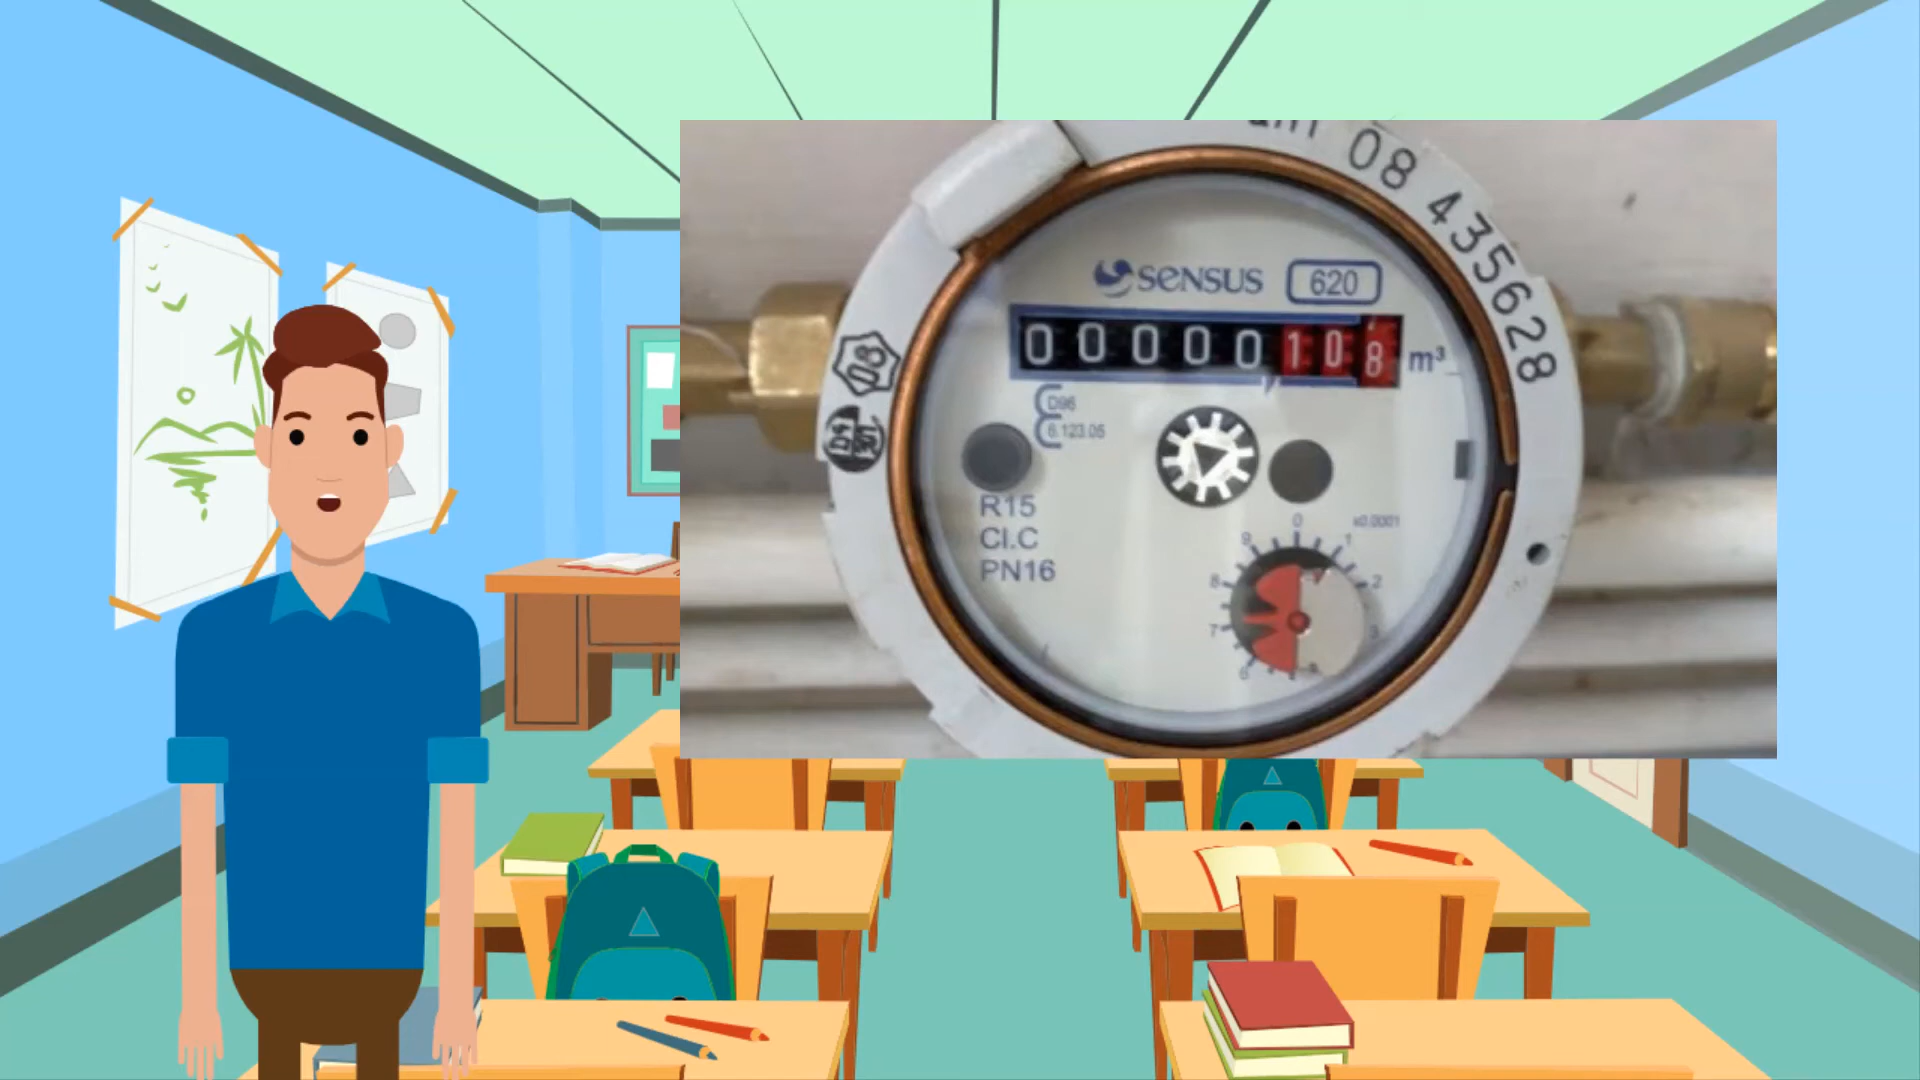 08 435628
SENSUS 620
00000108 m³
D96
6.123.05
08
R15
Cl.C
PN16
x0.0001
0
1
2
3
6
7
8
9